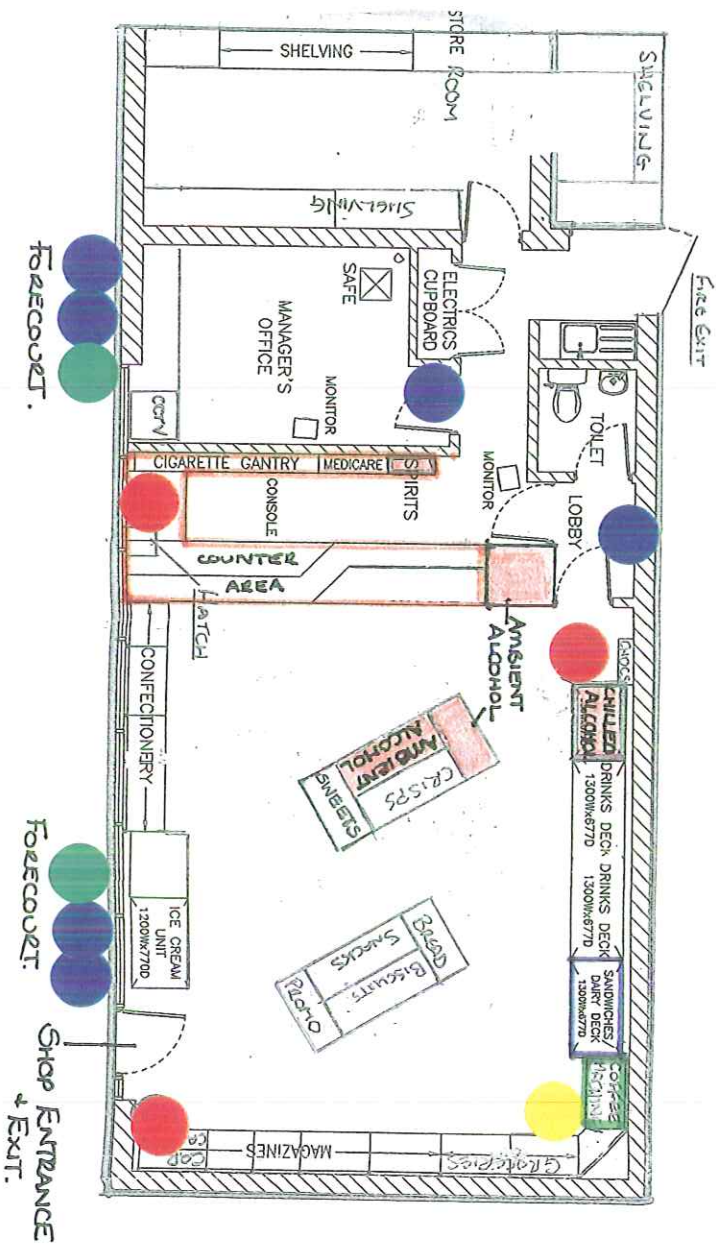 STORE ROOM
SHELVING
SHELVING
SHELVING
FIRE EXIT
ELECTRICS
CUPBOARD
SAFE
MANAGER'S
OFFICE
MONITOR
CCTV
TOILET
LOBBY
MONITOR
CIGARETTE GANTRY
MEDICARE
SPIRITS
CONSOLE
COUNTER
AREA
HATCH
AMBIENT
ALCOHOL
FORECOURT.
CONFECTIONERY
AMBIENT
ALCOHOL
CRISPS
SWEETS
CHILLED
ALCOHOL
DRINKS DECK
1300Wx677D
DRINKS DECK
1300Wx677D
SANDWICHES/
DAIRY DECK
1300Wx677D
COFFEE
BREAD
SNACKS
BISCUITS
PROMO
ICE CREAM
UNIT
1200Wx770D
FORECOURT.
SHOP ENTRANCE
+ EXIT.
MAGAZINES
GROCERIES